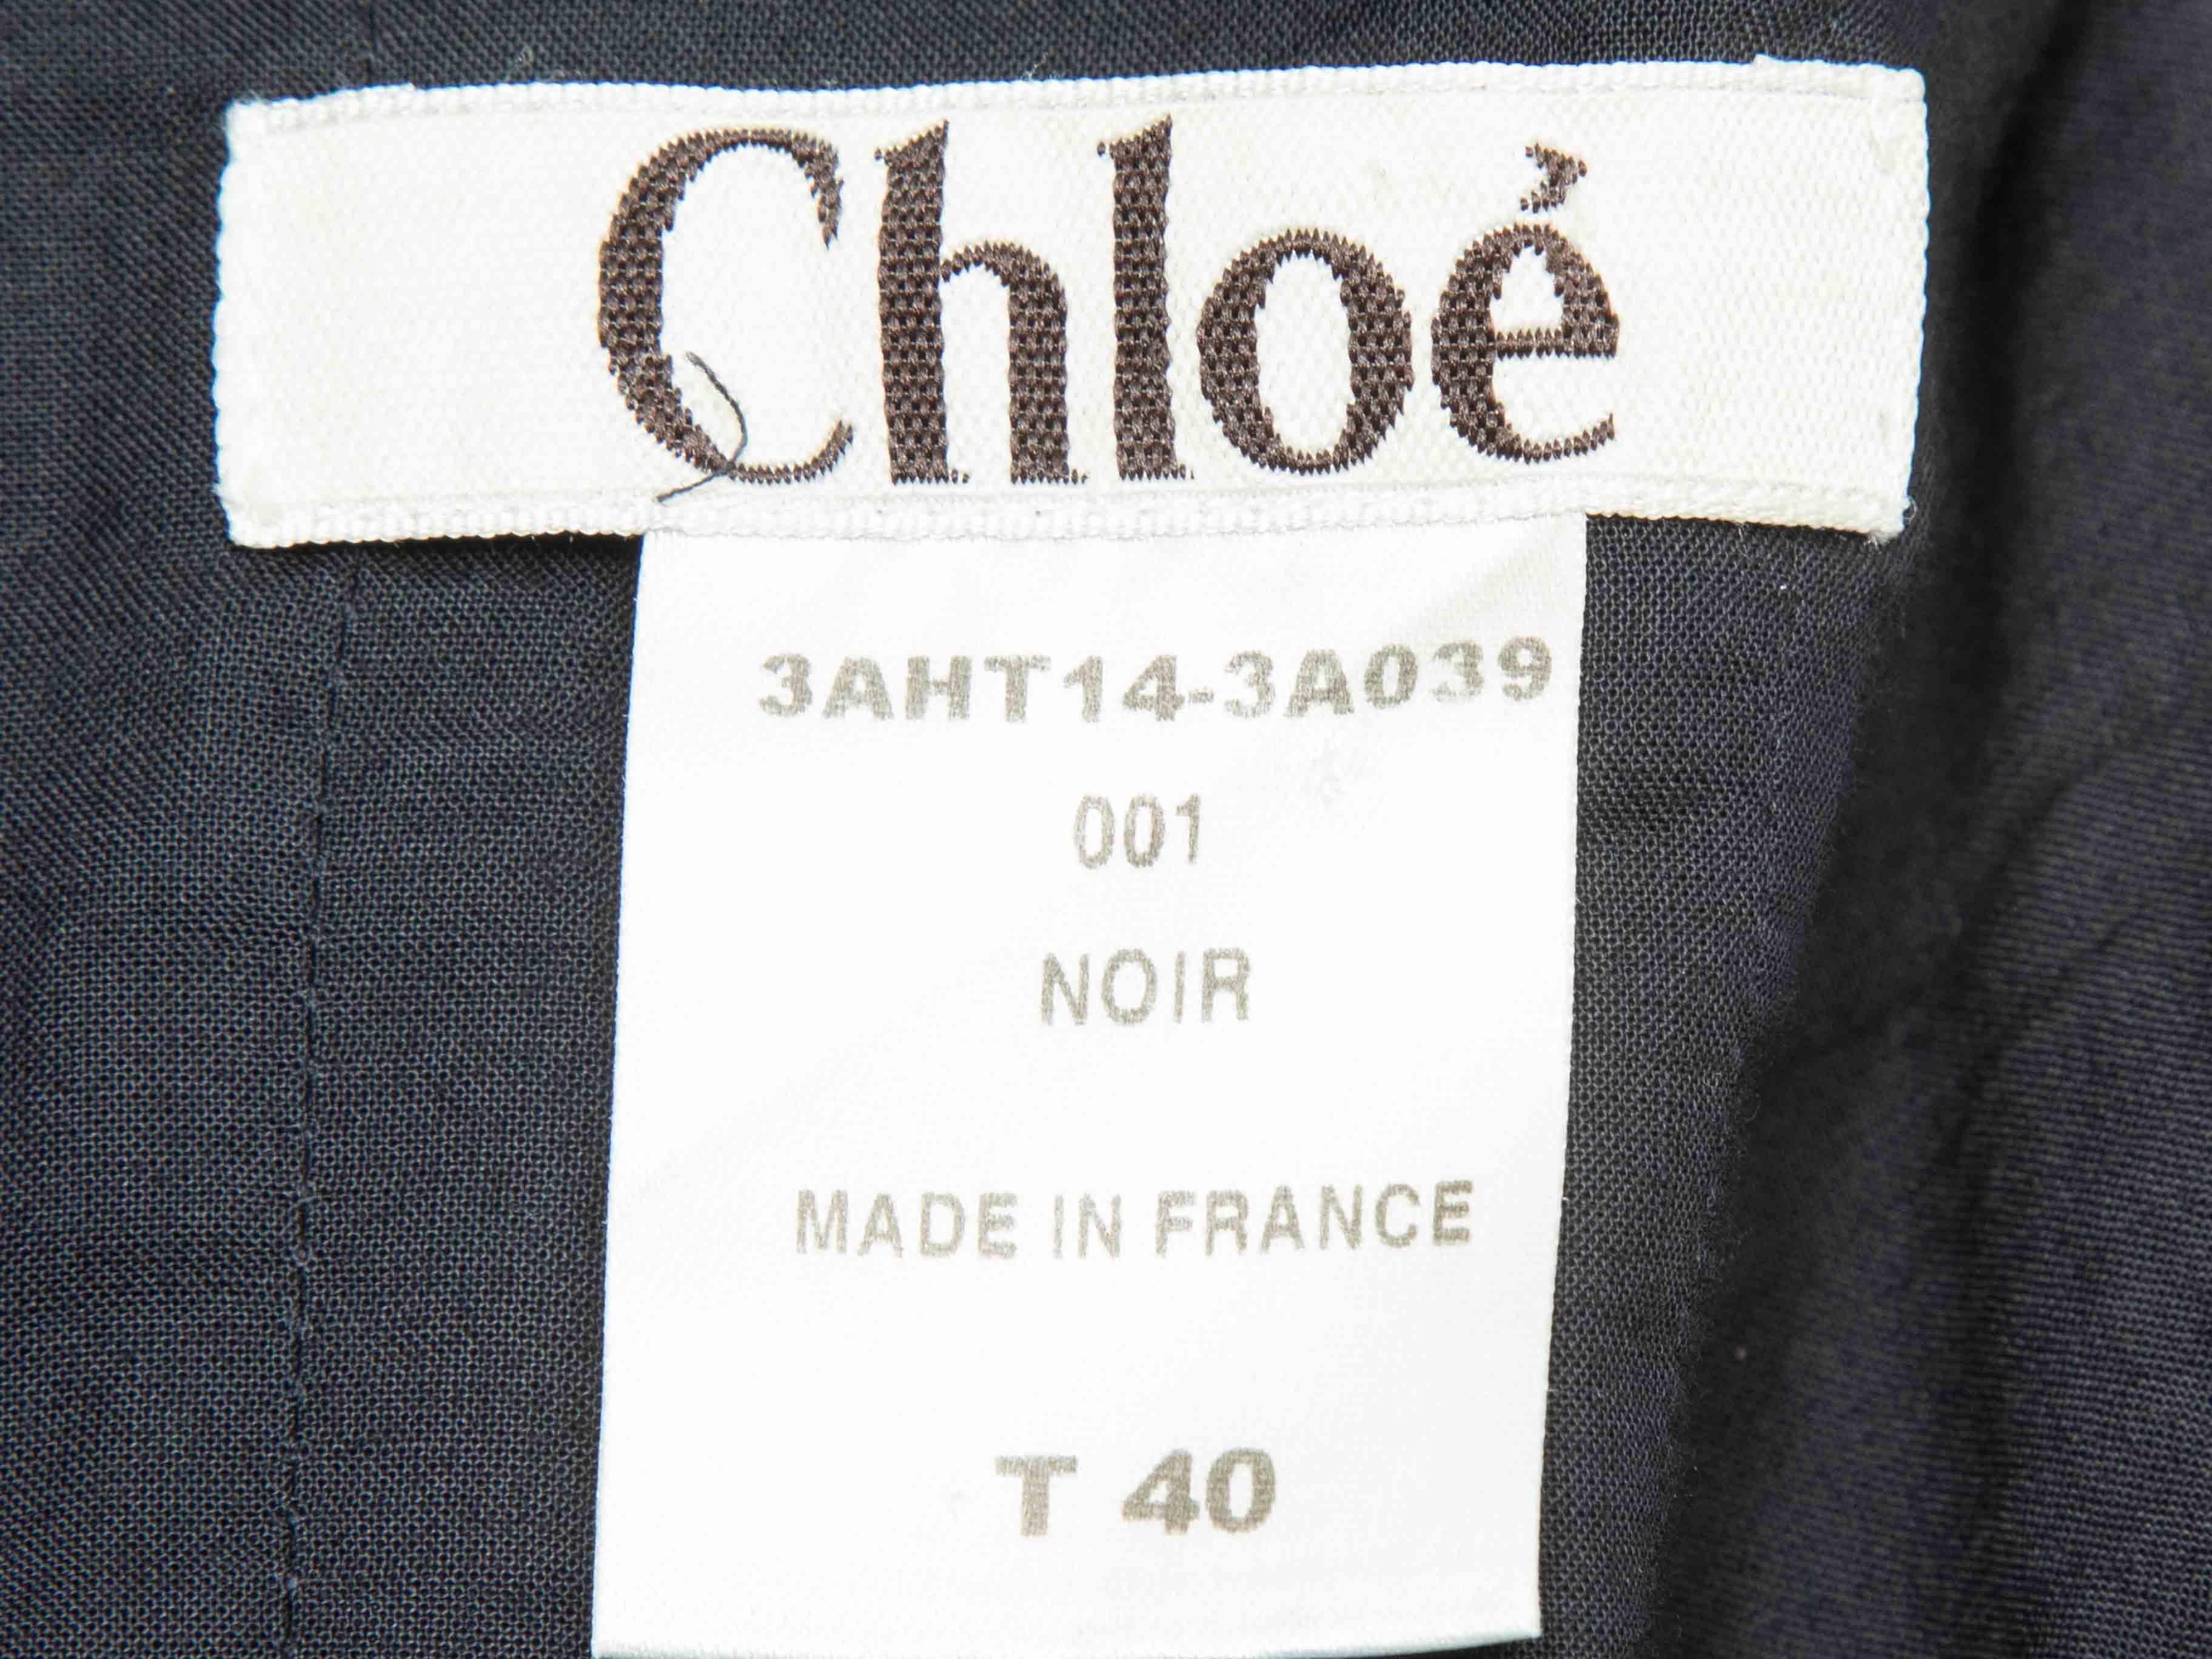 Chloé
3AHT14-3A039
001
NOIR
MADE IN FRANCE
T 40